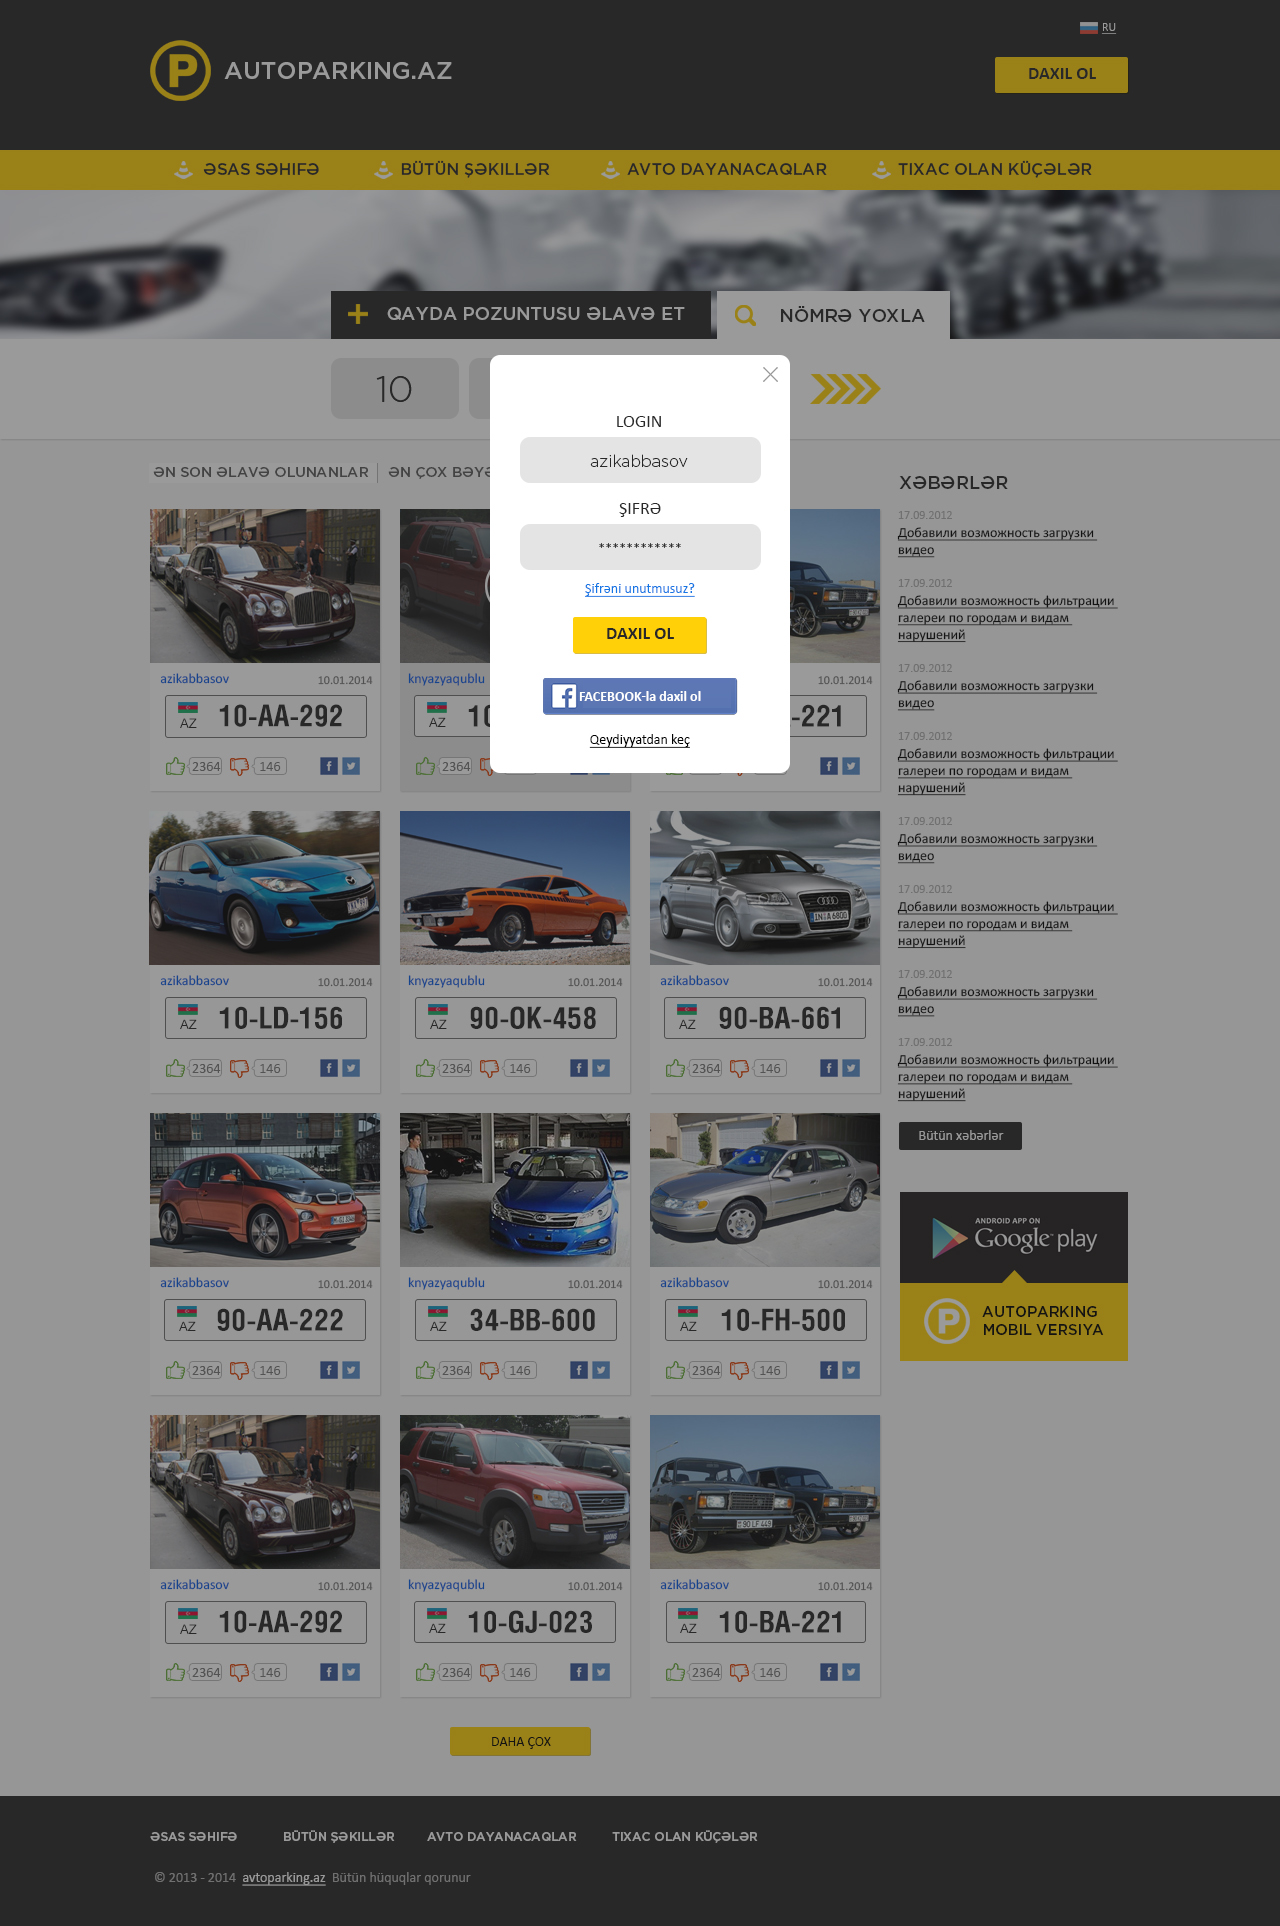 RU
AUTOPARKING.AZ
DAXIL OL
ƏSAS SƏHIFƏ
BÜTÜN ŞƏKILLƏR
AVTO DAYANACAQLAR
TIXAC OLAN KÜÇƏLƏR
QAYDA POZUNTUSU ƏLAVƏ ET
NÖMRƏ YOXLA
10
LOGIN
azikabbasov
ŞIFRƏ
************
Şifrəni unutmusuz?
DAXIL OL
FACEBOOK-la daxil ol
Qeydiyyatdan keç
ƏN SON ƏLAVƏ OLUNANLAR
ƏN ÇOX
azikabbasov 10.01.2014
AZ 10-AA-292
2364 146
knyazyaqublu
AZ
2364
10.01.2014
-221
azikabbasov 10.01.2014
AZ 10-LD-156
2364 146
knyazyaqublu 10.01.2014
AZ 90-OK-458
2364 146
azikabbasov 10.01.2014
AZ 90-BA-661
2364 146
azikabbasov 10.01.2014
AZ 90-AA-222
2364 146
knyazyaqublu 10.01.2014
AZ 34-BB-600
2364 146
azikabbasov 10.01.2014
AZ 10-FH-500
2364 146
azikabbasov 10.01.2014
AZ 10-AA-292
2364 146
knyazyaqublu 10.01.2014
AZ 10-GJ-023
2364 146
azikabbasov 10.01.2014
AZ 10-BA-221
2364 146
DAHA ÇOX
XƏBƏRLƏR
17.09.2012
Добавили возможность загрузки
видео
17.09.2012
Добавили возможность фильтрации
галереи по городам и видам
нарушений
17.09.2012
Добавили возможность загрузки
видео
17.09.2012
Добавили возможность фильтрации
галереи по городам и видам
нарушений
17.09.2012
Добавили возможность загрузки
видео
17.09.2012
Добавили возможность фильтрации
галереи по городам и видам
нарушений
17.09.2012
Добавили возможность загрузки
видео
17.09.2012
Добавили возможность фильтрации
галереи по городам и видам
нарушений
Bütün xəbərlər
ANDROID APP ON
Google play
AUTOPARKING
MOBIL VERSIYA
ƏSAS SƏHIFƏ
BÜTÜN ŞƏKILLƏR
AVTO DAYANACAQLAR
TIXAC OLAN KÜÇƏLƏR
© 2013 - 2014 avtoparking.az Bütün hüquqlar qorunur